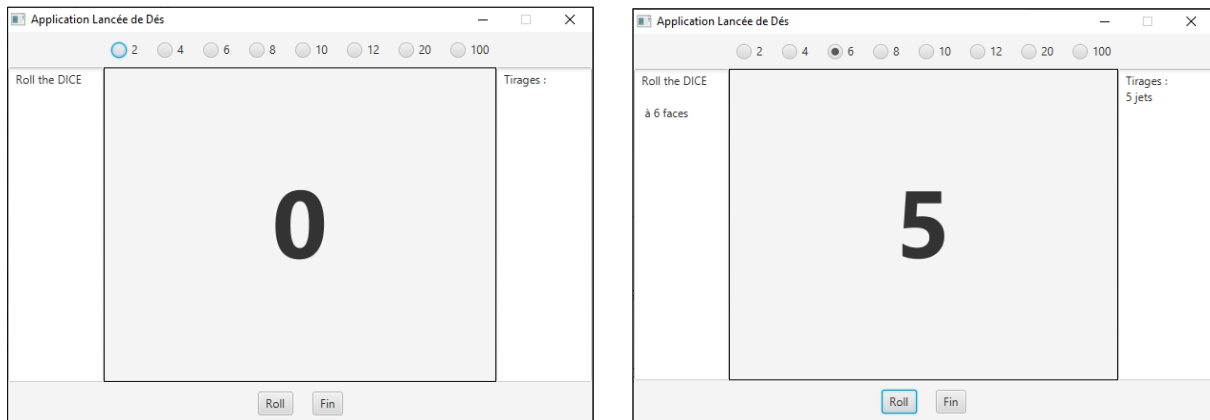 Application Lancée de Dés
2 4 6 8 10 12 20 100
Roll the DICE
Tirages :
0
Roll Fin
Application Lancée de Dés
2 4 6 8 10 12 20 100
Roll the DICE
à 6 faces
Tirages :
5 jets
5
Roll Fin